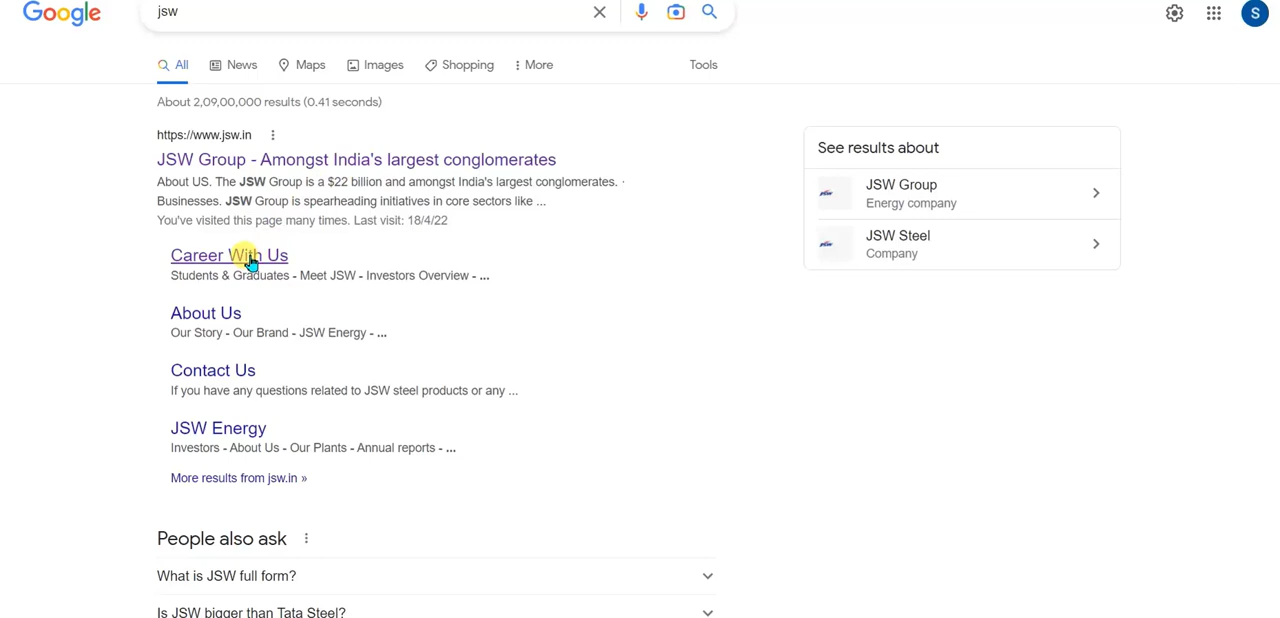 Google
jsw
S
All News Maps Images Shopping More Tools
About 2,09,00,000 results (0.41 seconds)
https://www.jsw.in
JSW Group - Amongst India's largest conglomerates
About US. The JSW Group is a $22 billion and amongst India's largest conglomerates. ·
Businesses. JSW Group is spearheading initiatives in core sectors like ...
You've visited this page many times. Last visit: 18/4/22
Career With Us
Students & Graduates - Meet JSW - Investors Overview - ...
About Us
Our Story - Our Brand - JSW Energy - ...
Contact Us
If you have any questions related to JSW steel products or any ...
JSW Energy
Investors - About Us - Our Plants - Annual reports - ...
More results from jsw.in »
People also ask
What is JSW full form?
Is JSW bigger than Tata Steel?
See results about
JSW
JSW Group
Energy company
JSW
JSW Steel
Company